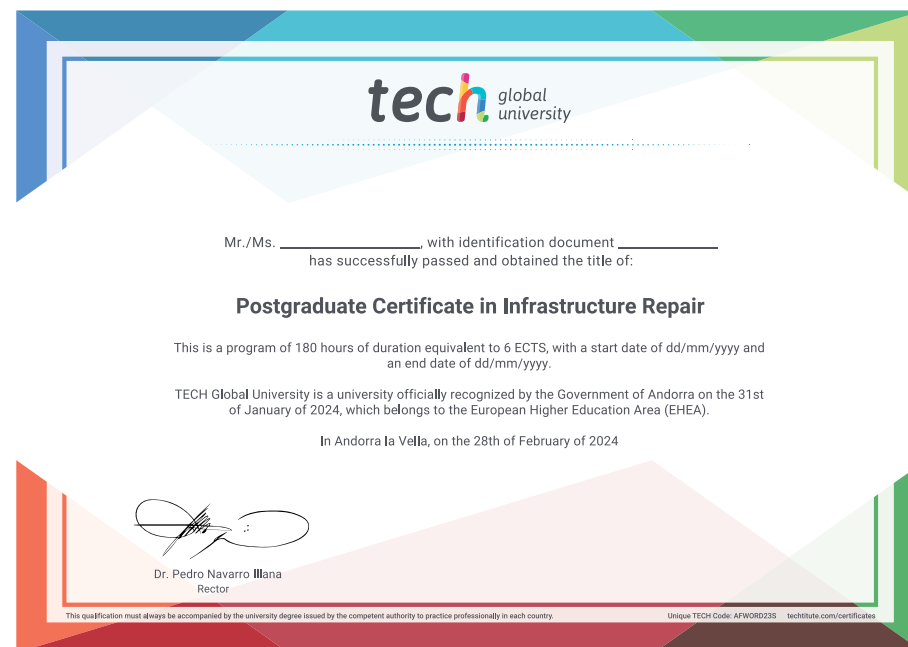 tech global university
Mr./Ms. ____________________, with identification document ______________
has successfully passed and obtained the title of:
Postgraduate Certificate in Infrastructure Repair
This is a program of 180 hours of duration equivalent to 6 ECTS, with a start date of dd/mm/yyyy and
an end date of dd/mm/yyyy.
TECH Global University is a university officially recognized by the Government of Andorra on the 31st
of January of 2024, which belongs to the European Higher Education Area (EHEA).
In Andorra la Vella, on the 28th of February of 2024
Dr. Pedro Navarro Illana
Rector
This qualification must always be accompanied by the university degree issued by the competent authority to practice professionally in each country.
Unique TECH Code: AFWORD23S techtitute.com/certificates